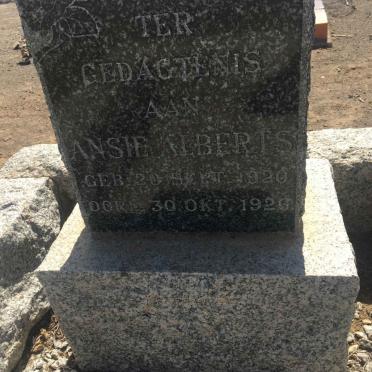 TER
GEDAGTENIS
AAN
ANSIE ALBERTS
GEB. 20 SEPT. 1920
OORL. 30 OKT. 1920